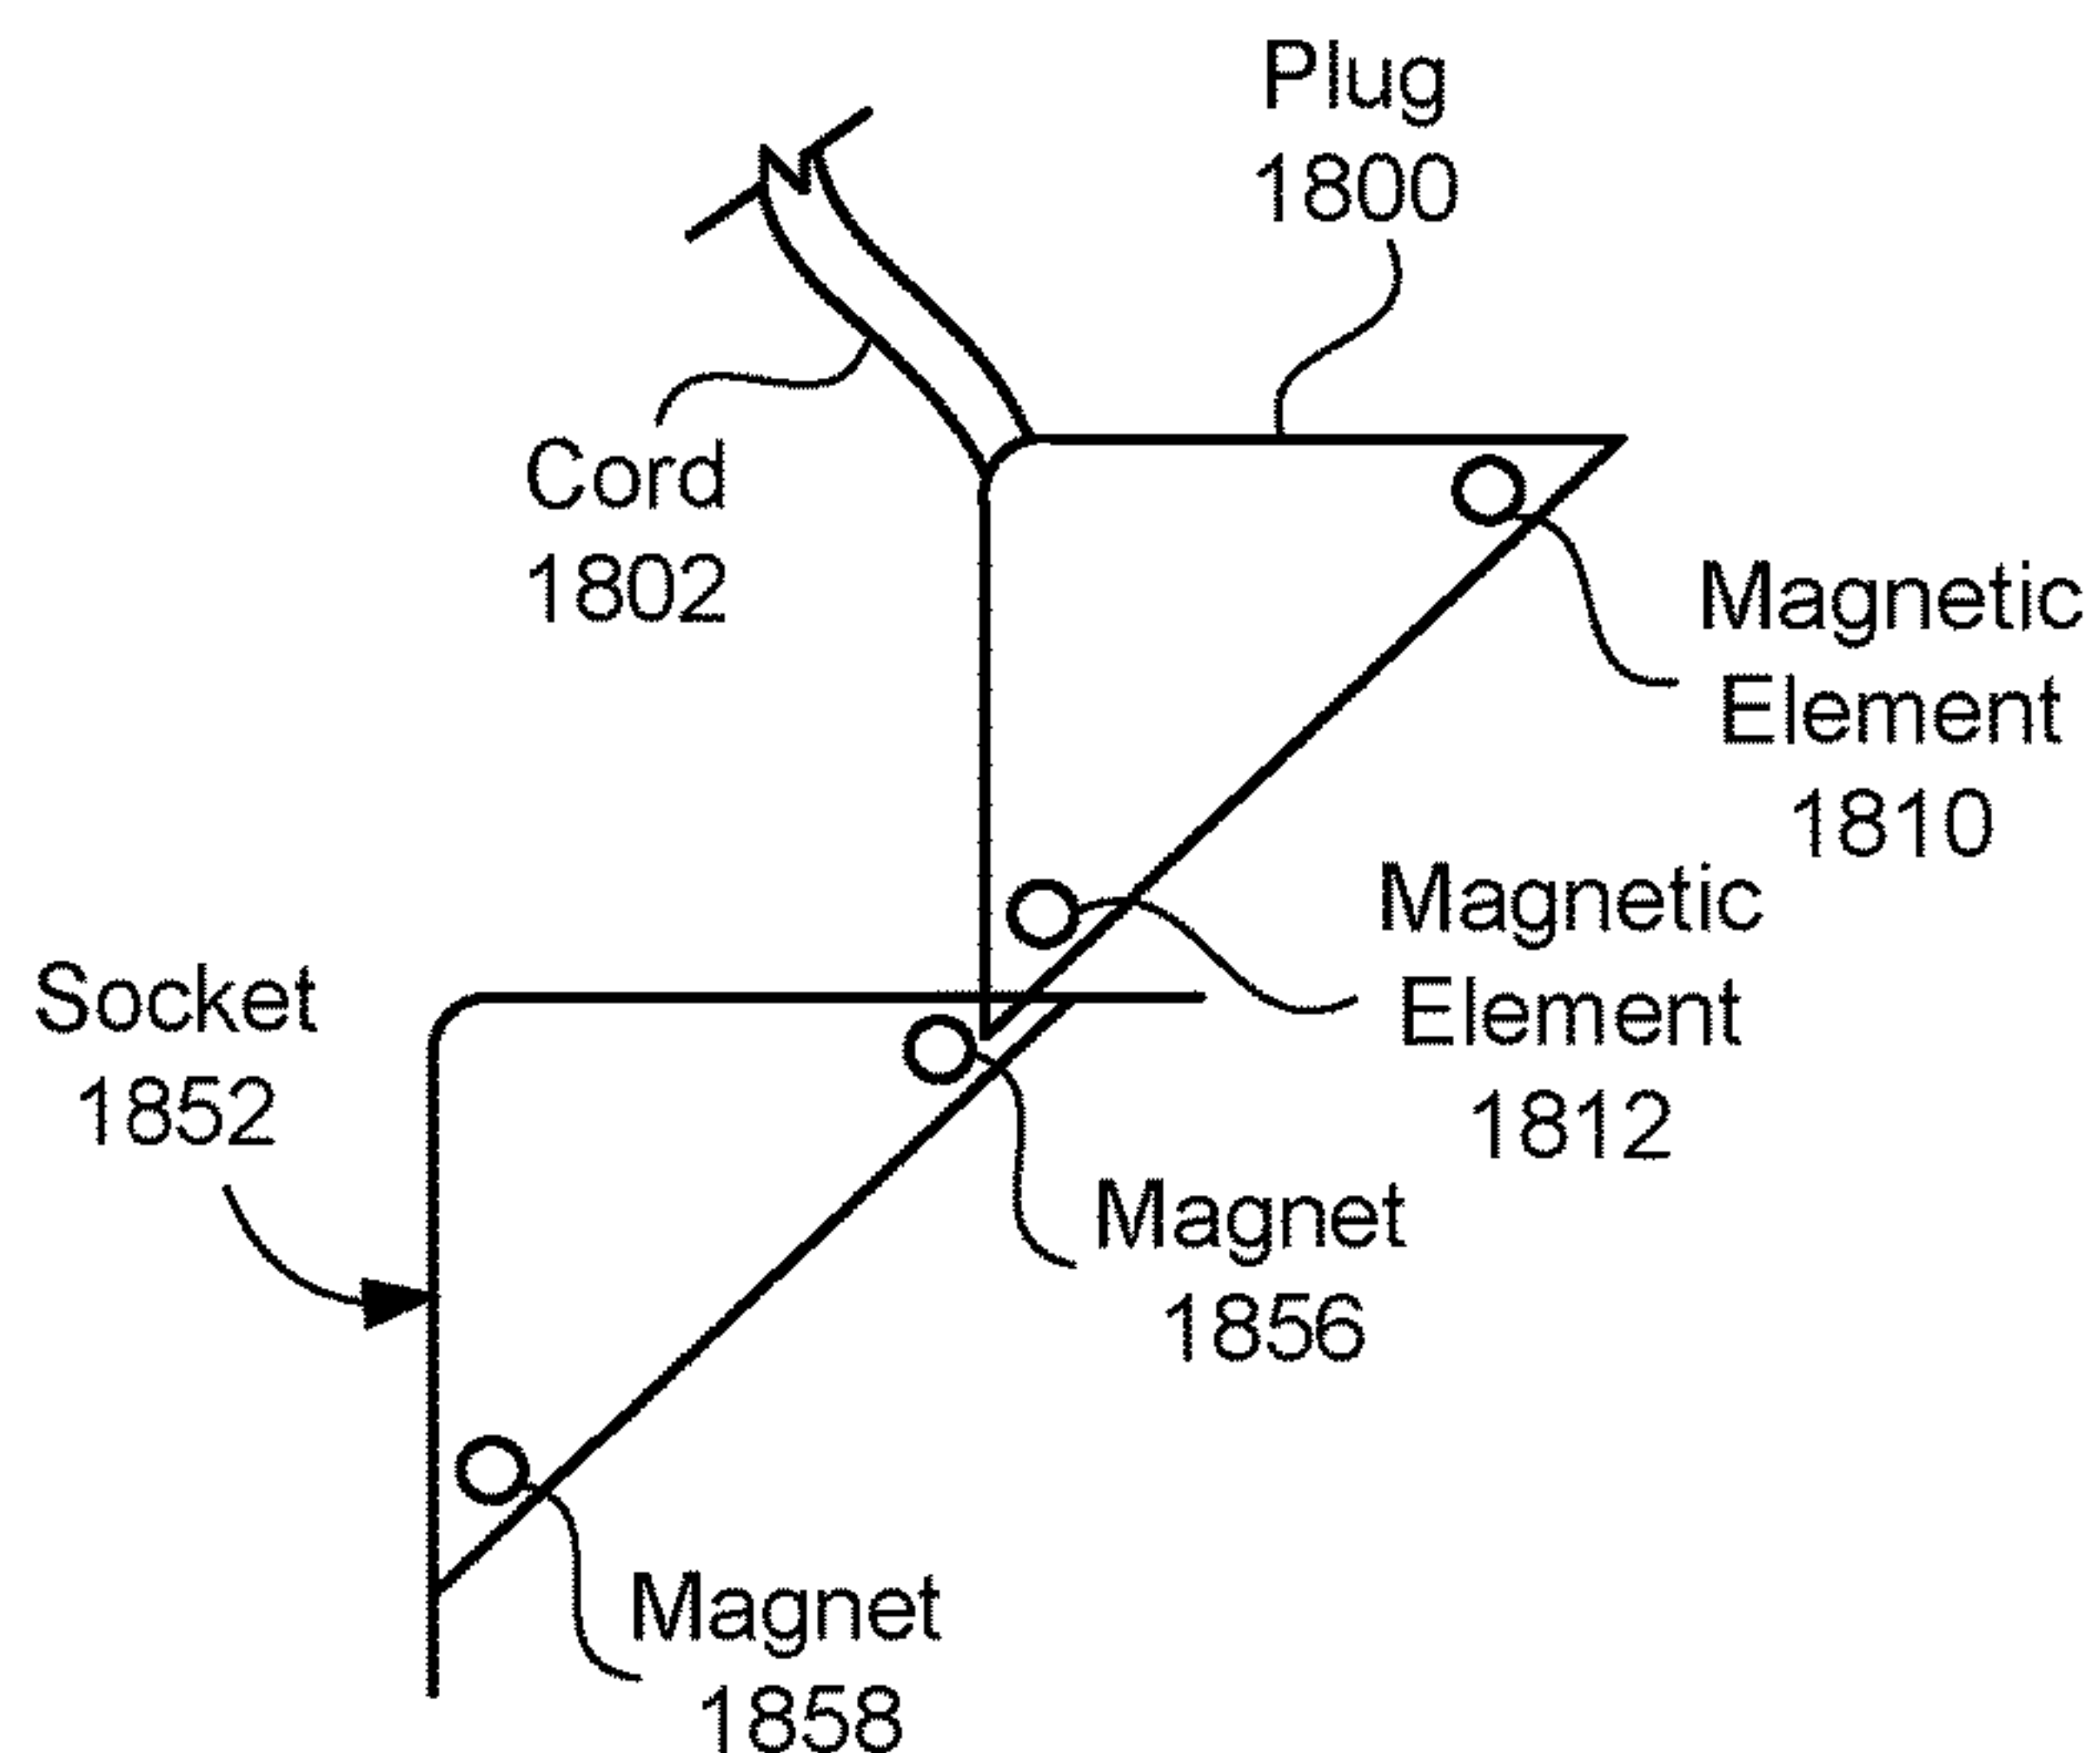 Plug
1800
Cord
1802
Magnetic
Element
1810
Magnetic
Element
1812
Socket
1852
Magnet
1856
Magnet
1858